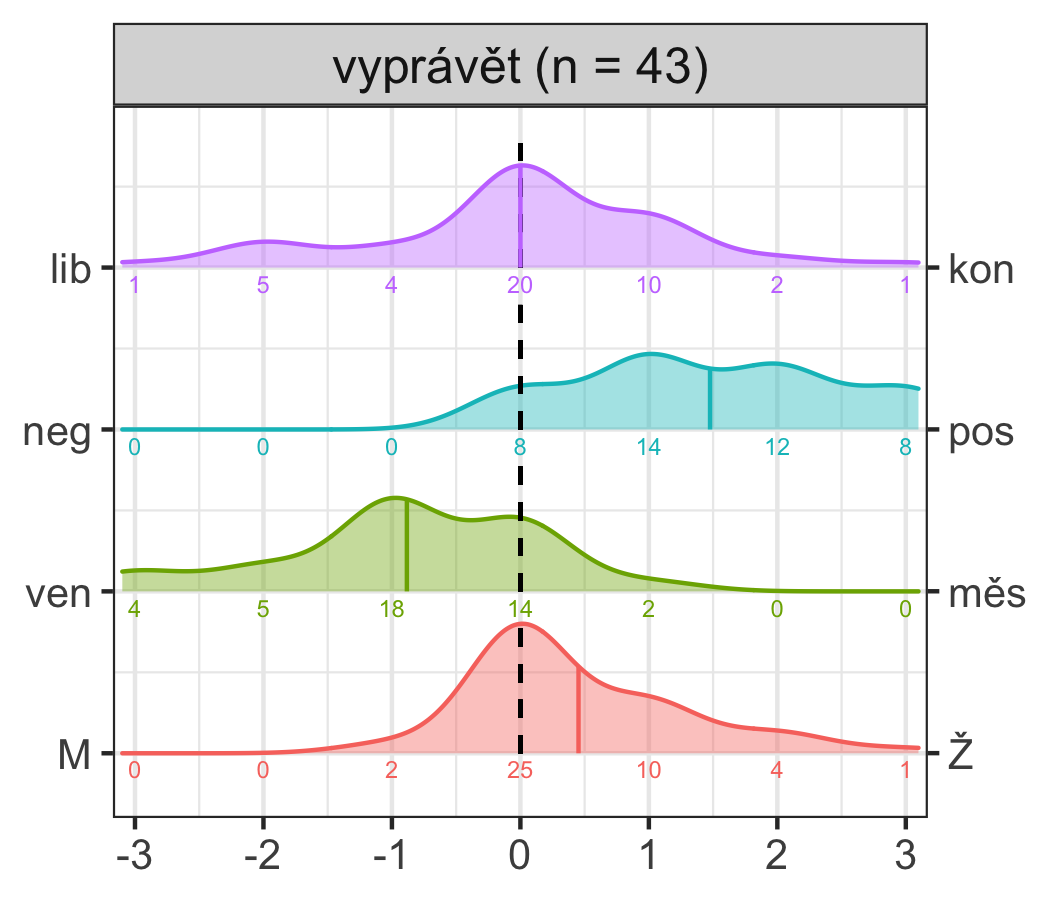 vyprávět (n = 43)
lib kon
1 5 4 20 10 2 1
neg pos
0 0 0 8 14 12 8
ven měs
4 5 18 14 2 0 0
M Ž
0 0 2 25 10 4 1
-3 -2 -1 0 1 2 3